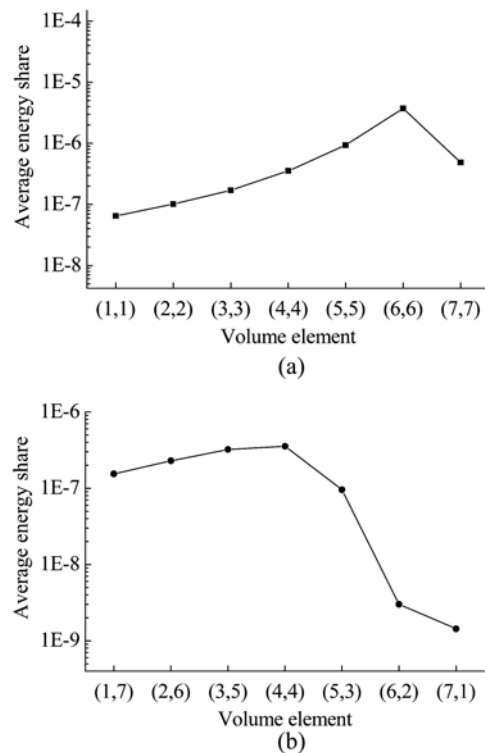 1E-4
1E-5
1E-6
1E-7
1E-8
Average energy share
(1,1) (2,2) (3,3) (4,4) (5,5) (6,6) (7,7)
Volume element
(a)
1E-6
1E-7
1E-8
1E-9
Average energy share
(1,7) (2,6) (3,5) (4,4) (5,3) (6,2) (7,1)
Volume element
(b)